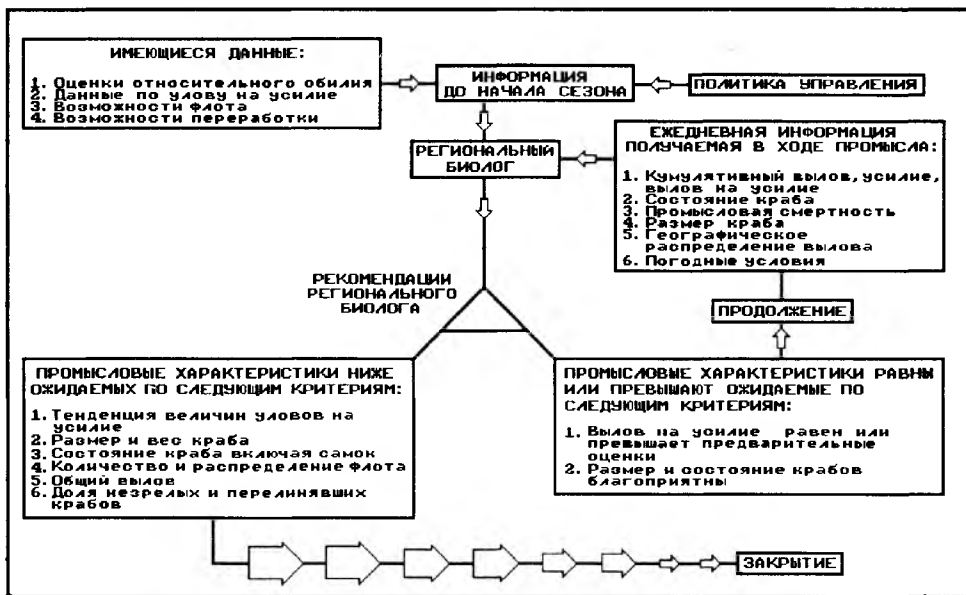 ИМЕЮЩИЕСЯ ДАННЫЕ:
1. Оценки относительного обилия
2. Данные по улову на усилие
3. Возможности флота
4. Возможности переработки
ИНФОРМАЦИЯ
ДО НАЧАЛА СЕЗОНА
ПОЛИТИКА УПРАВЛЕНИЯ
РЕГИОНАЛЬНЫЙ
БИОЛОГ
ЕЖЕДНЕВНАЯ ИНФОРМАЦИЯ
ПОЛУЧАЕМАЯ В ХОДЕ ПРОМЫСЛА:
1. Кумулятивный вылов, усилие,
вылов на усилие
2. Состояние краба
3. Промысловая смертность
4. Размер краба
5. Географическое
распределение вылова
6. Погодные условия
РЕКОМЕНДАЦИИ
РЕГИОНАЛЬНОГО
БИОЛОГА
ПРОДОЛЖЕНИЕ
ПРОМЫСЛОВЫЕ ХАРАКТЕРИСТИКИ НИЖЕ
ОЖИДАЕМЫХ ПО СЛЕДУЮЩИМ КРИТЕРИЯМ:
1. Тенденция величин уловов на
усилие
2. Размер и вес краба
3. Состояние краба включая самок
4. Количество и распределение флота
5. Общий вылов
6. Доля незрелых и перелинявших
крабов
ПРОМЫСЛОВЫЕ ХАРАКТЕРИСТИКИ РАВНЫ
ИЛИ ПРЕВЫШАЮТ ОЖИДАЕМЫЕ ПО
СЛЕДУЮЩИМ КРИТЕРИЯМ:
1. Вылов на усилие равен или
превышает предварительные
оценки
2. Размер и состояние крабов
благоприятны
ЗАКРЫТИЕ